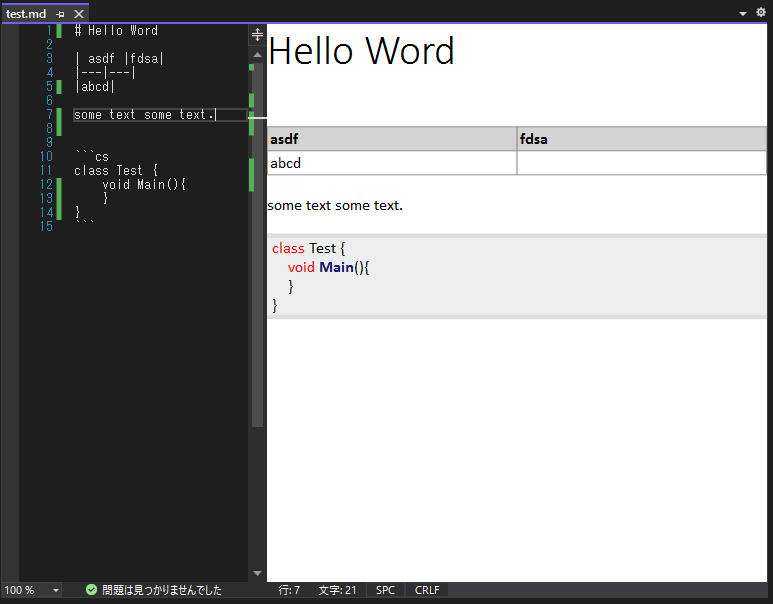 test.md
1 # Hello Word
2
3 | asdf |fdsa|
4 |---|---|
5 |abcd|
6
7 some text some text.
8
9
10 ```cs
11 class Test {
12     void Main(){
13     }
14 }
15 ```
Hello Word
asdf fdsa
abcd
some text some text.
class Test {
    void Main(){
    }
}
100 % 問題は見つかりませんでした 行: 7 文字: 21 SPC CRLF